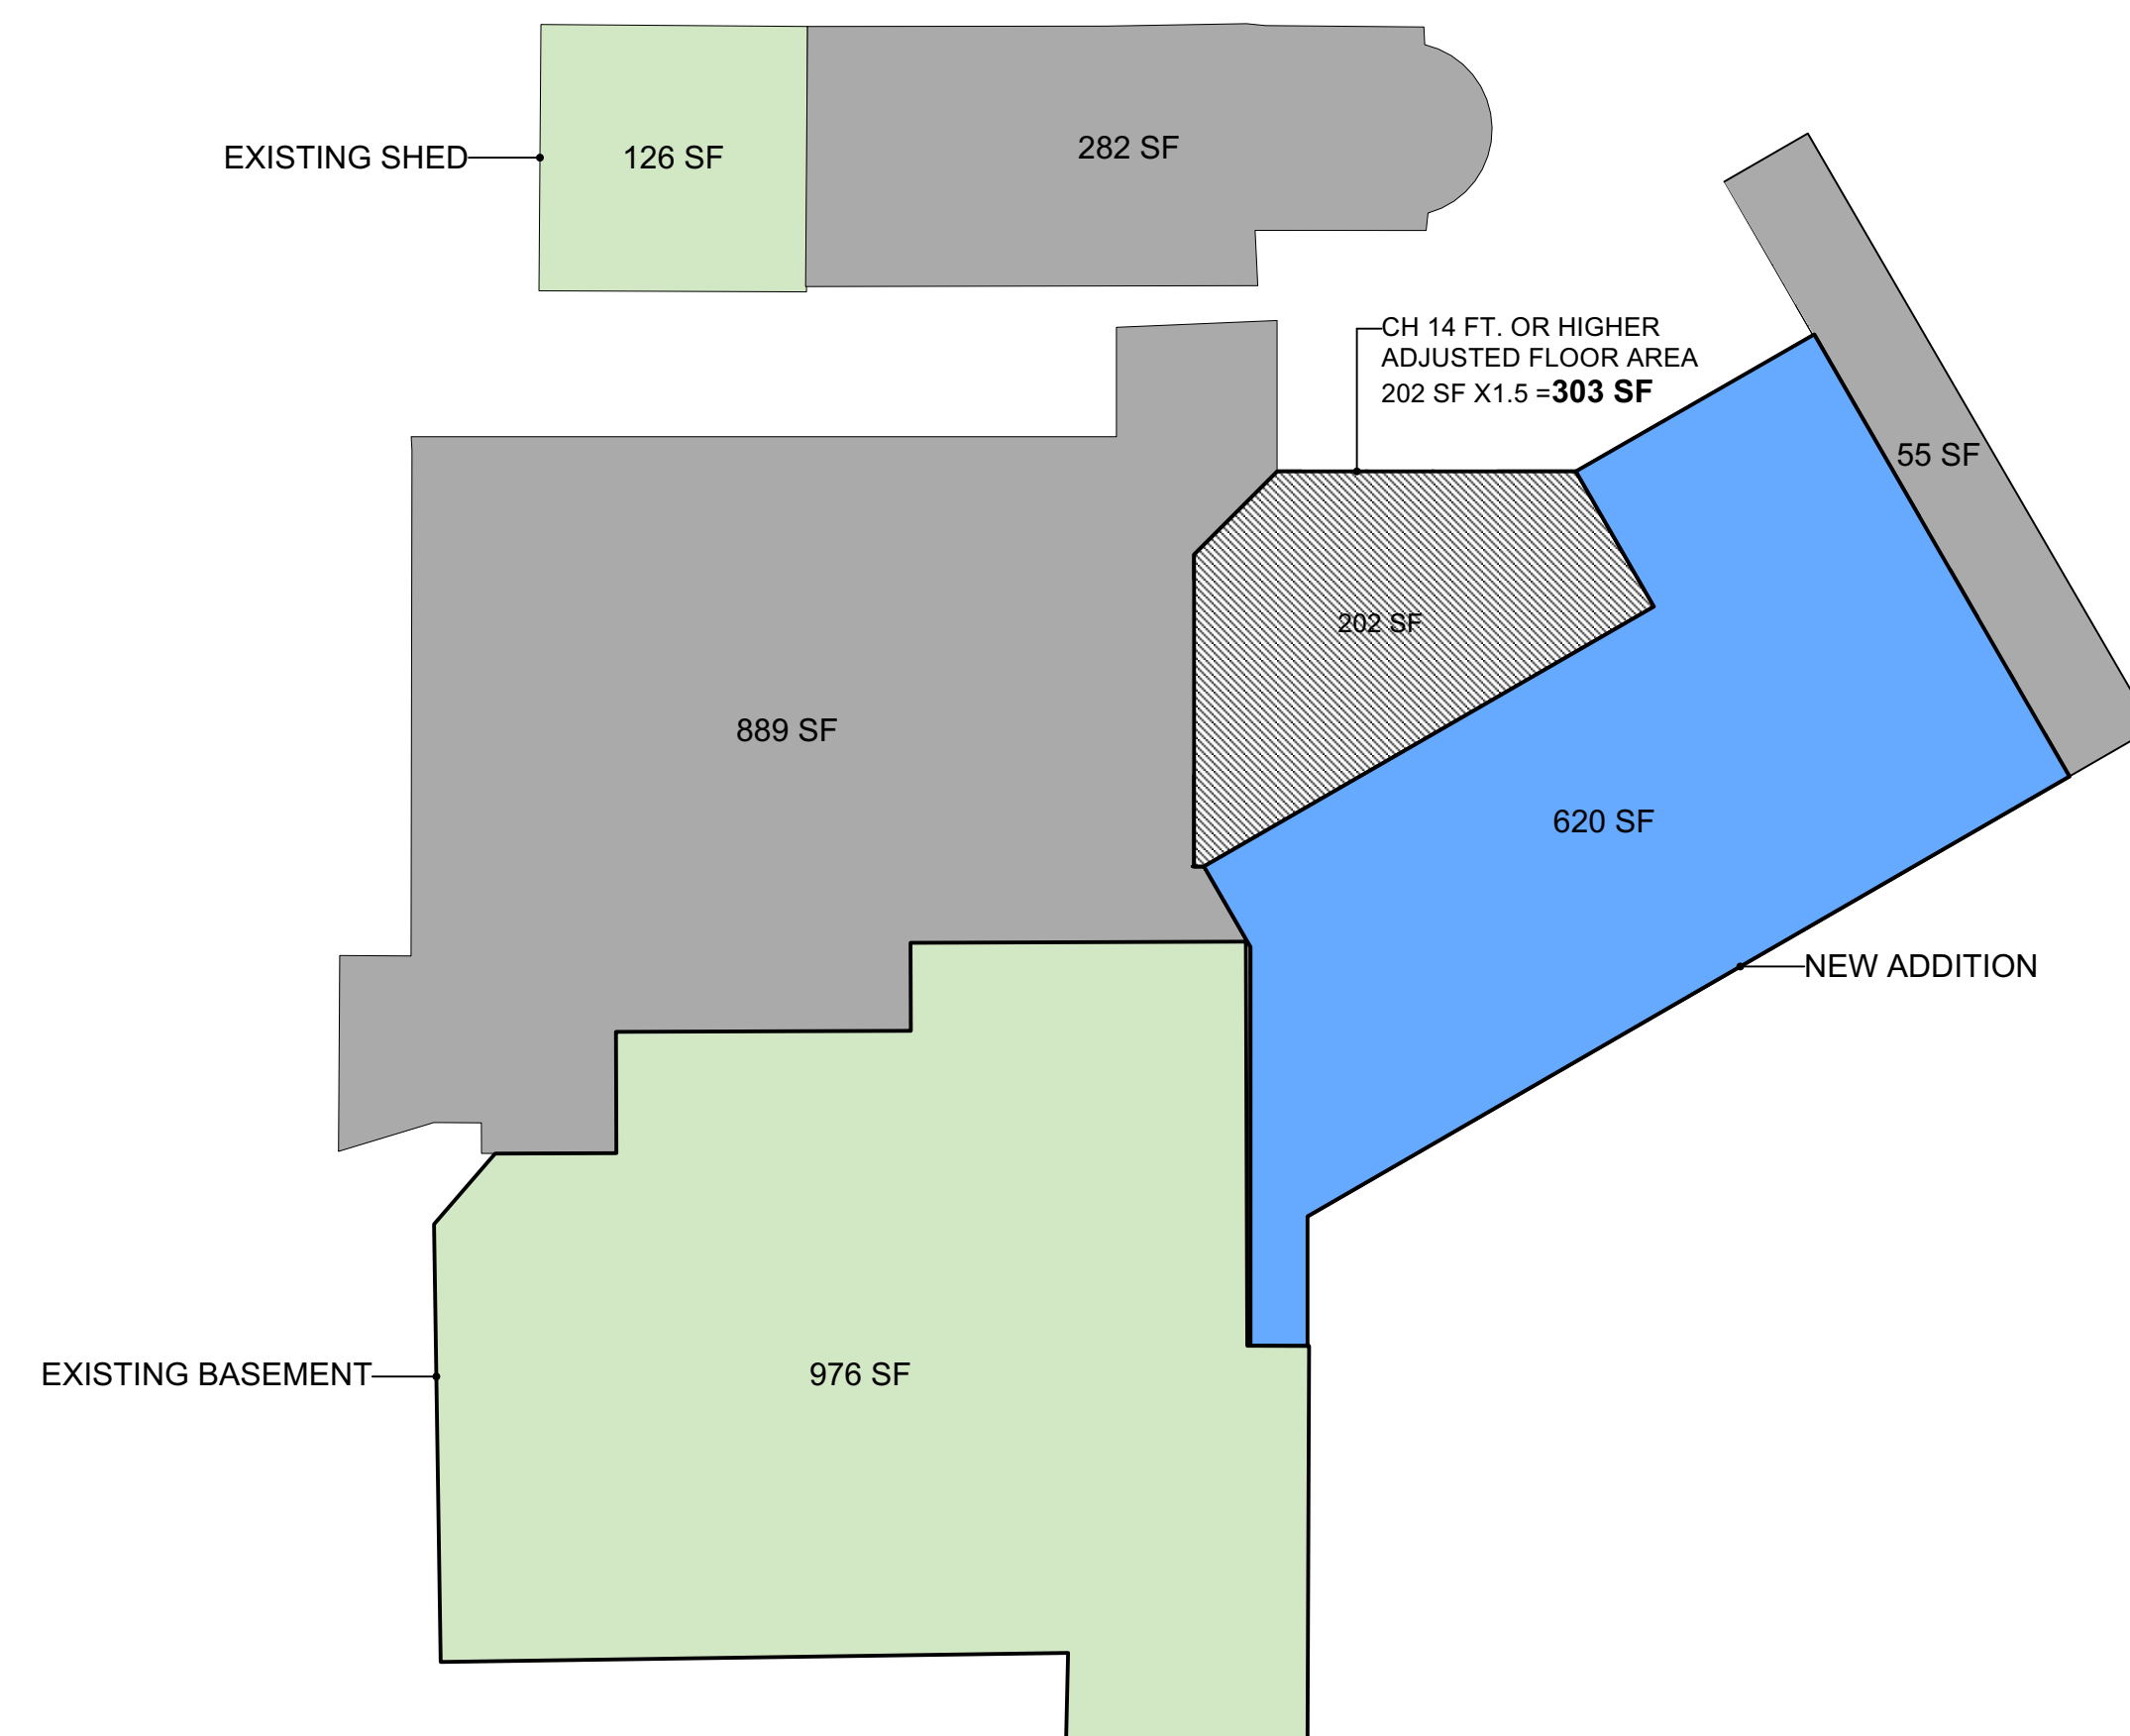 EXISTING SHED
126 SF
282 SF
CH 14 FT. OR HIGHER
ADJUSTED FLOOR AREA
202 SF X1.5 =303 SF
55 SF
202 SF
889 SF
620 SF
NEW ADDITION
EXISTING BASEMENT
976 SF